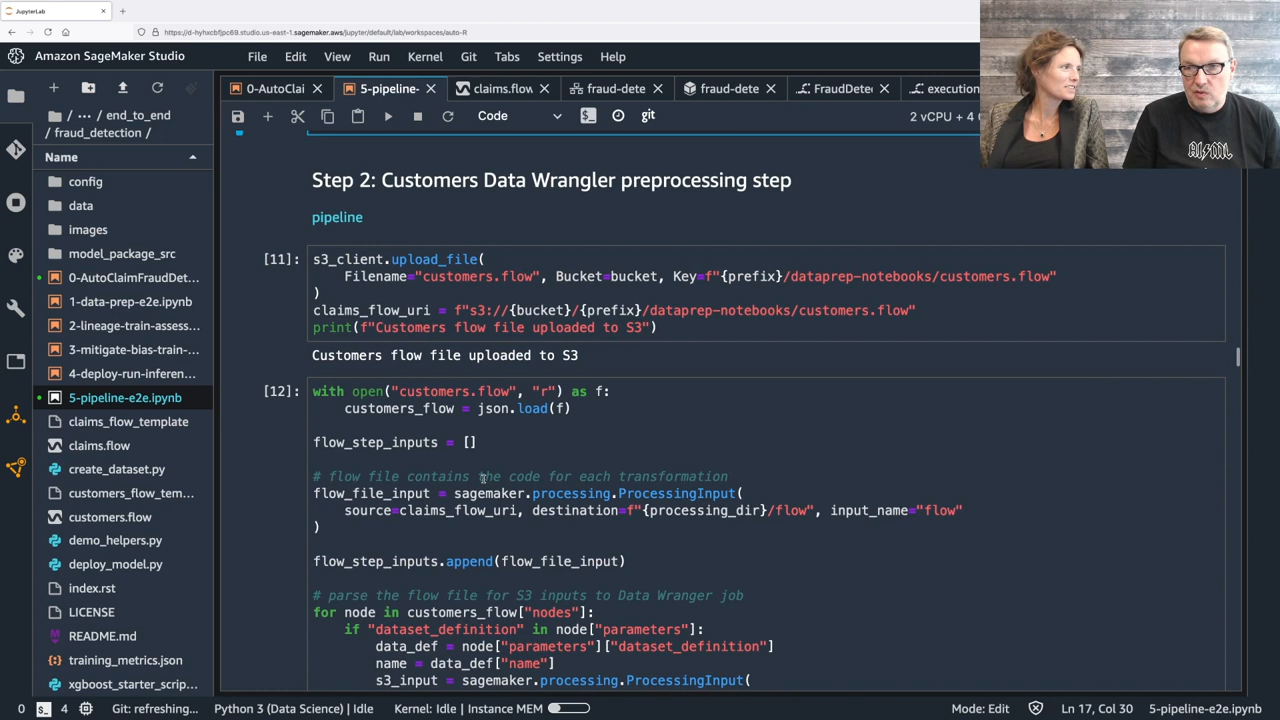 JupyterLab
https://d-hyhxcbfjpc69.studio.us-east-1.sagemaker.aws/jupyter/default/lab/workspaces/auto-R
Amazon SageMaker Studio
File Edit View Run Kernel Git Tabs Settings Help
0-AutoClai
5-pipeline-
claims
fraud-dete
fraud-dete
FraudDete
execution
Code
git
2 vCPU + 4
AI/ML
/ ··· / end_to_end
/ fraud_detection /
Name
config
data
images
model_package_src
0-AutoClaimFraudDet...
1-data-prep-e2e.ipynb
2-lineage-train-assess...
3-mitigate-bias-train-...
4-deploy-run-inferen...
5-pipeline-e2e.ipynb
claims_flow_template
claims.flow
create_dataset.py
customers_flow_tem...
customers.flow
demo_helpers.py
deploy_model.py
index.rst
LICENSE
README.md
training_metrics.json
xgboost_starter_scrip...
Step 2: Customers Data Wrangler preprocessing step
pipeline
[11]: s3_client.upload_file(
Filename="customers.flow", Bucket=bucket, Key=f"{prefix}/dataprep-notebooks/customers.flow"
)
claims_flow_uri = f"s3://{bucket}/{prefix}/dataprep-notebooks/customers.flow"
print(f"Customers flow file uploaded to S3")
Customers flow file uploaded to S3
[12]: with open("customers.flow", "r") as f:
customers_flow = json.load(f)
flow_step_inputs = []
# flow file contains the code for each transformation
flow_file_input = sagemaker.processing.ProcessingInput(
source=claims_flow_uri, destination=f"{processing_dir}/flow", input_name="flow"
)
flow_step_inputs.append(flow_file_input)
# parse the flow file for S3 inputs to Data Wranger job
for node in customers_flow["nodes"]:
if "dataset_definition" in node["parameters"]:
data_def = node["parameters"]["dataset_definition"]
name = data_def["name"]
s3_input = sagemaker.processing.ProcessingInput(
0
4
Git: refreshing...
Python 3 (Data Science) | Idle
Kernel: Idle | Instance MEM
Mode: Edit
Ln 17, Col 30
5-pipeline-e2e.ipynb